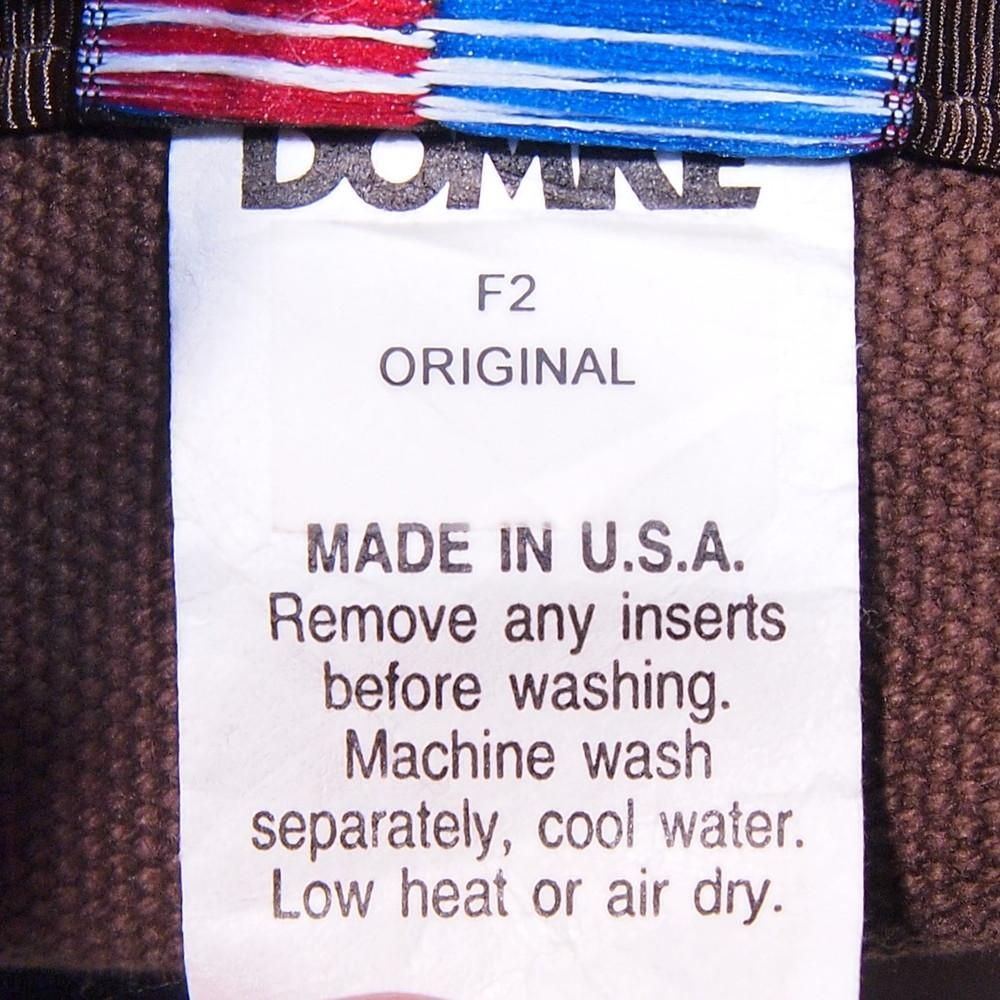 DOMKE
F2
ORIGINAL
MADE IN U.S.A.
Remove any inserts
before washing.
Machine wash
separately, cool water.
Low heat or air dry.